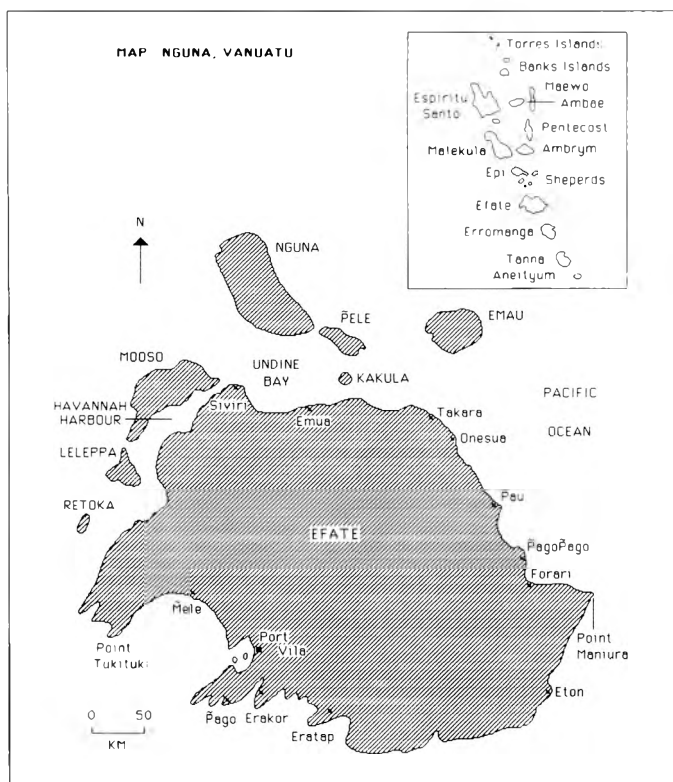 MAP NGUNA, VANUATU
Torres Islands
Banks Islands
Maewo
Espiritu
Santo
Ambae
Pentecost
Malekula
Ambrym
Epi
Sheperds
Efate
Erromanga
Tanna
Aneityum
N
NGUNA
P̃ELE
EMAU
MOOSO
UNDINE
BAY
KAKULA
PACIFIC
OCEAN
HAVANNAH
HARBOUR
Siviri
Emua
Takara
Onesua
LELEPPA
RETOKA
P̃au
EFATE
P̃agoP̃ago
Forari
M̃eile
Point
Tukituki
Port
Vila
Point
Maniura
Eton
P̃ago
Erakor
Eratap
0 50
KM